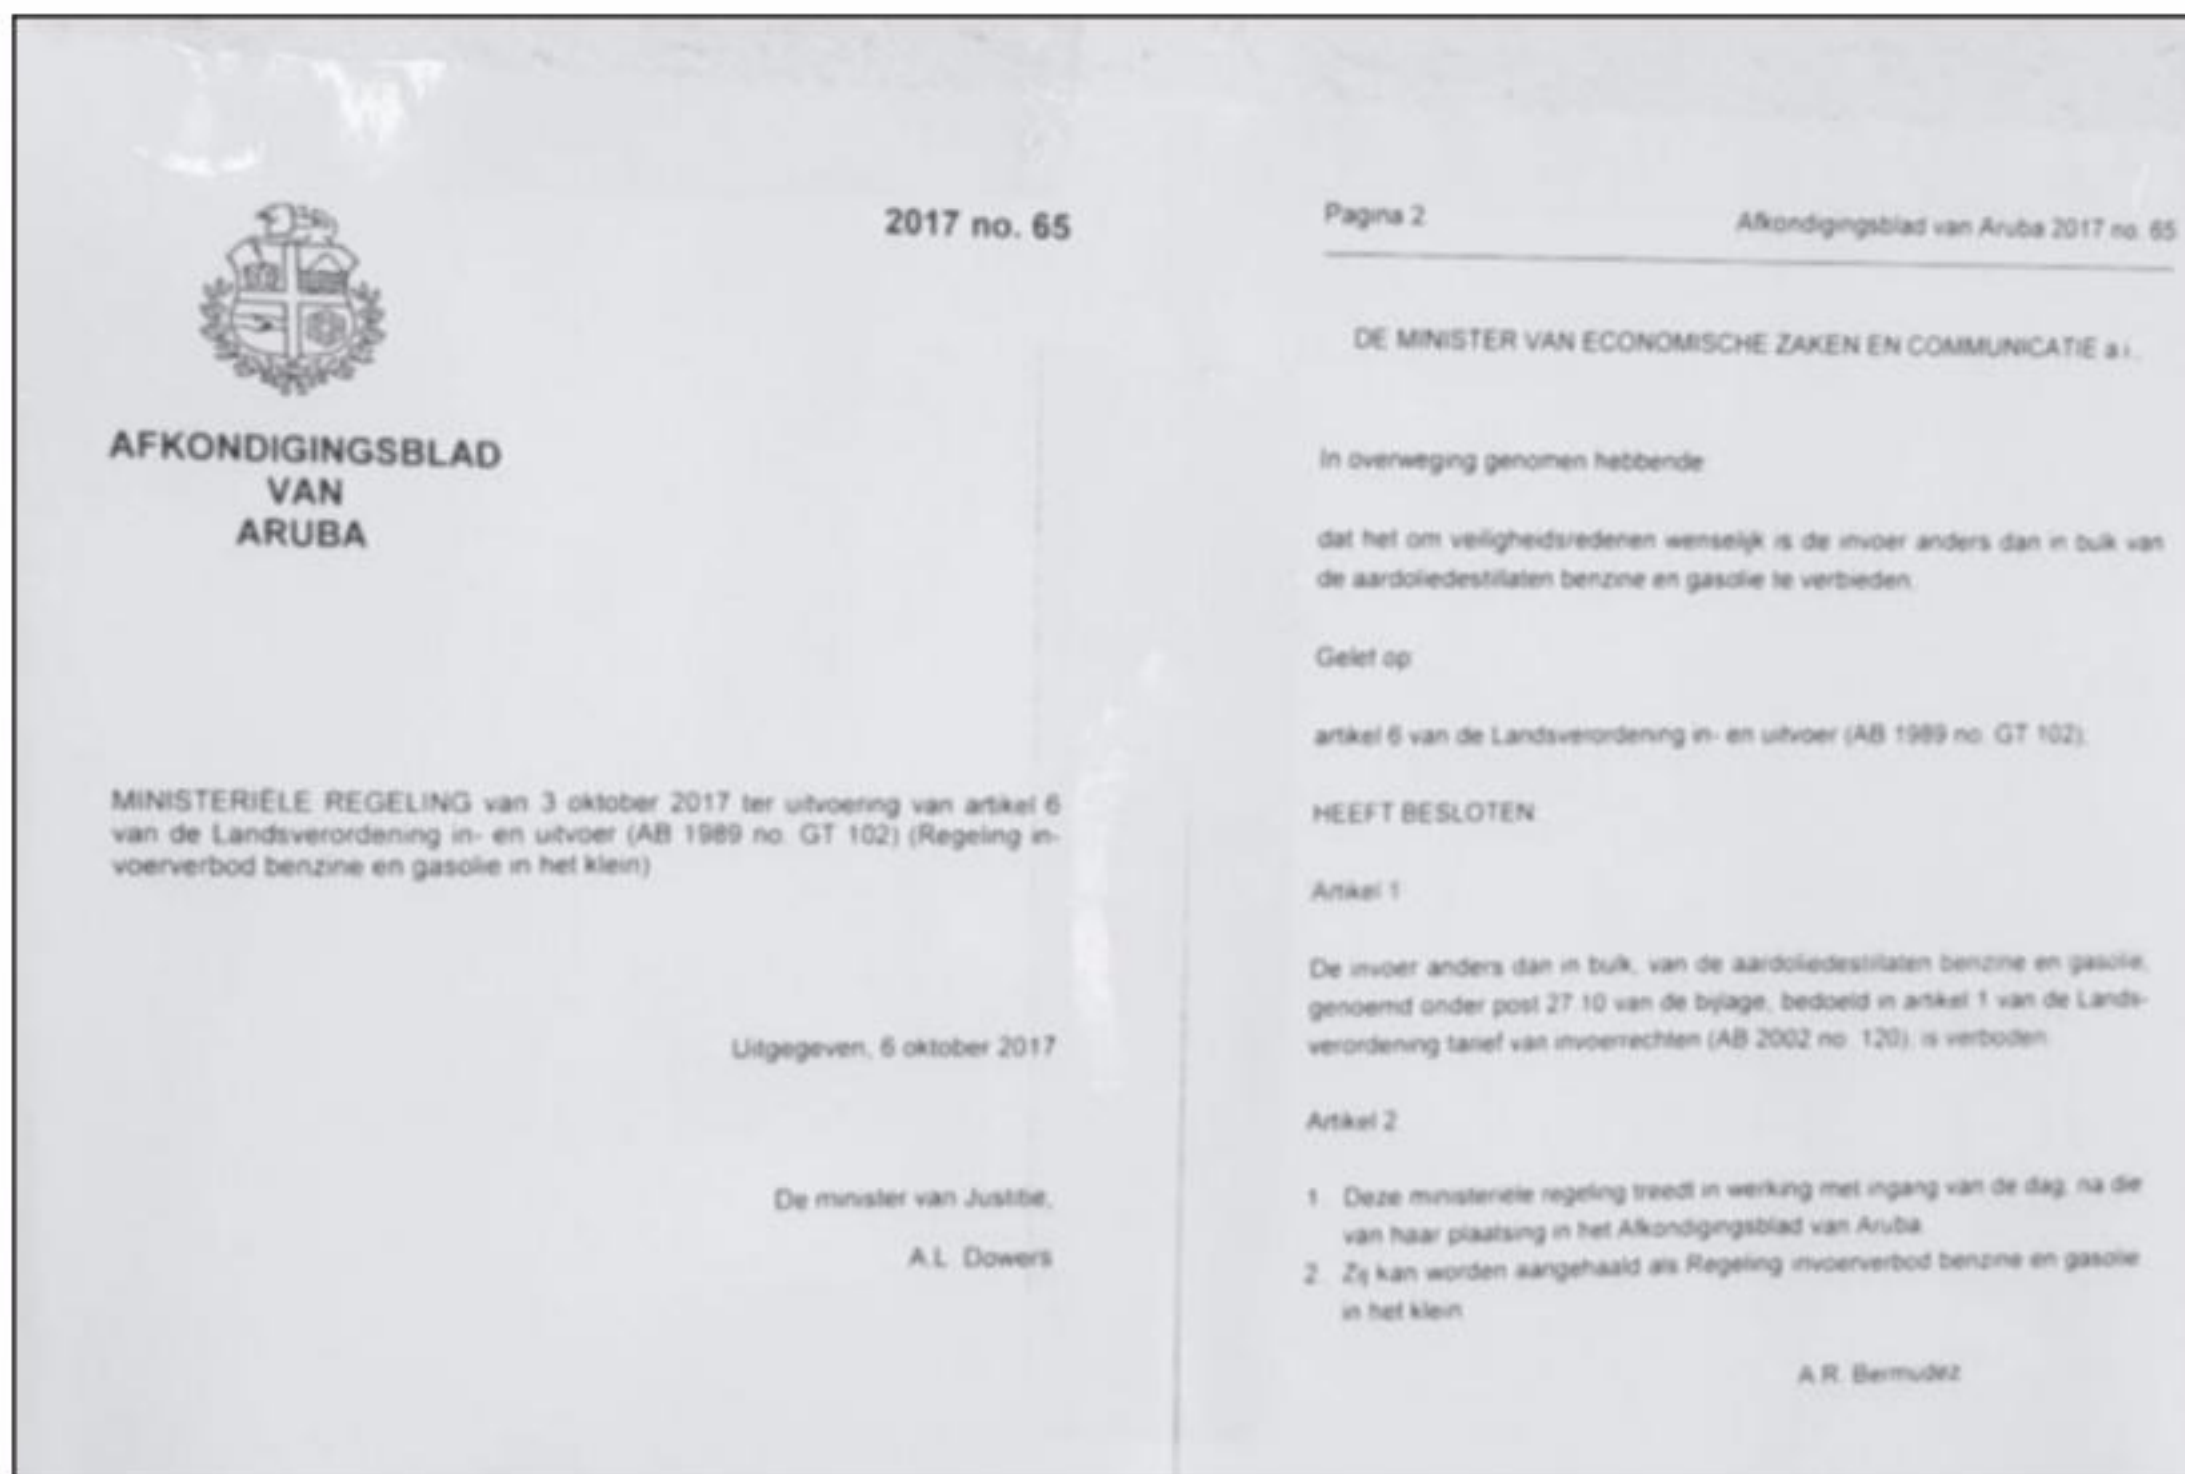 2017 no. 65
AFKONDIGINGSBLAD
VAN
ARUBA
MINISTERIËLE REGELING van 3 oktober 2017 ter uitvoering van artikel 6
van de Landsverordening in- en uitvoer (AB 1989 no. GT 102) (Regeling in-
voerverbod benzine en gasolie in het klein)
Uitgegeven, 6 oktober 2017
De minister van Justitie,
A.L. Dowers
Pagina 2 Afkondigingsblad van Aruba 2017 no. 65
DE MINISTER VAN ECONOMISCHE ZAKEN EN COMMUNICATIE a.i.,
In overweging genomen hebbende:
dat het om veiligheidsredenen wenselijk is de invoer anders dan in bulk van
de aardoliedestillaten benzine en gasolie te verbieden;
Gelet op:
artikel 6 van de Landsverordening in- en uitvoer (AB 1989 no. GT 102);
HEEFT BESLOTEN:
Artikel 1
De invoer anders dan in bulk, van de aardoliedestillaten benzine en gasolie,
genoemd onder post 27.10 van de bijlage, bedoeld in artikel 1 van de Lands-
verordening tarief van invoerrechten (AB 2002 no. 120), is verboden.
Artikel 2
1. Deze ministeriële regeling treedt in werking met ingang van de dag, na die
van haar plaatsing in het Afkondigingsblad van Aruba.
2. Zij kan worden aangehaald als Regeling invoerverbod benzine en gasolie
in het klein.
A.R. Bermudez